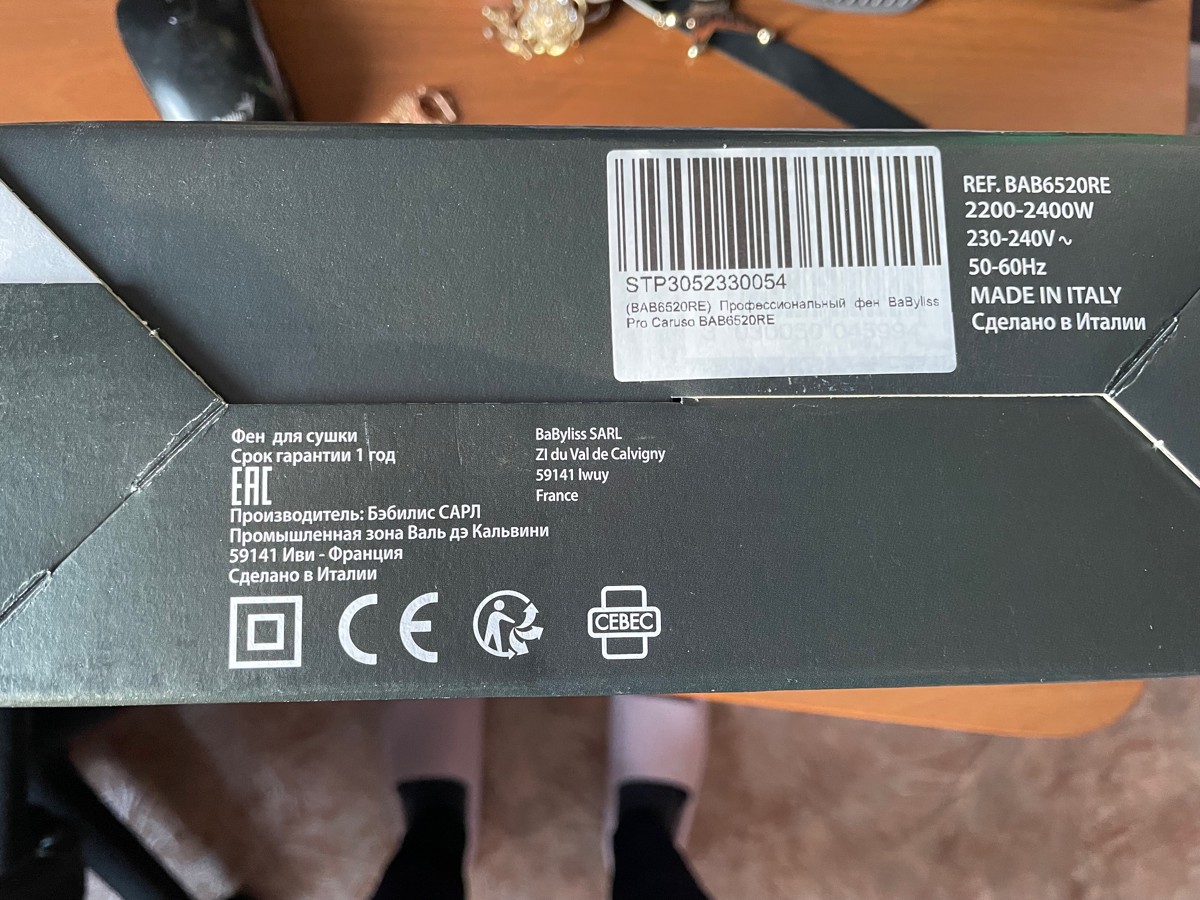 STP3052330054
(BAB6520RE) Профессиональный фен BaByliss
Pro Caruso BAB6520RE
REF. BAB6520RE
2200-2400W
230-240V~
50-60Hz
MADE IN ITALY
Сделано в Италии
Фен для сушки
Срок гарантии 1 год
EAC
Производитель: Бэбилис САРЛ
Промышленная зона Валь дэ Кальвини
59141 Иви - Франция
Сделано в Италии
BaByliss SARL
ZI du Val de Calvigny
59141 Iwuy
France
CE
CEBEC